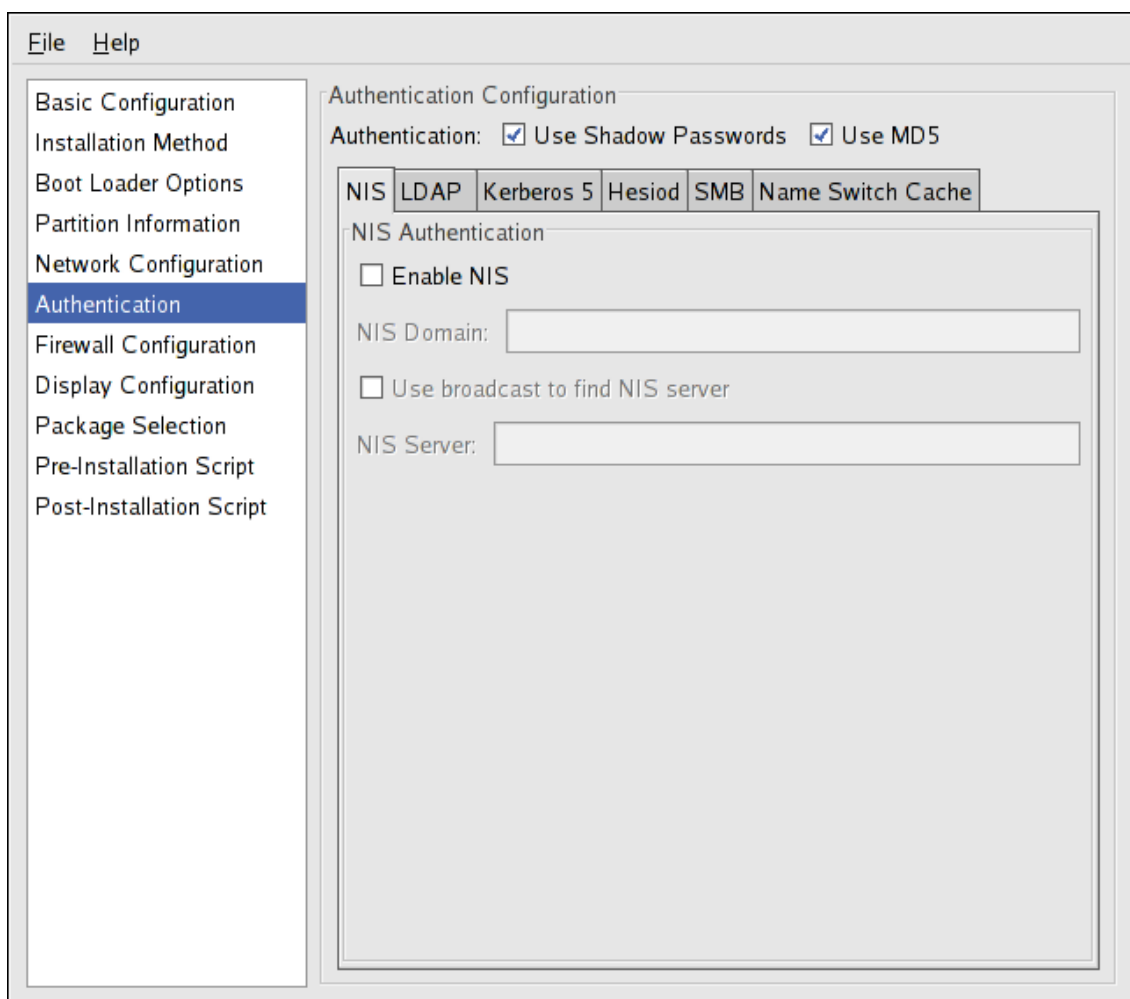 File Help
Basic Configuration
Installation Method
Boot Loader Options
Partition Information
Network Configuration
Authentication
Firewall Configuration
Display Configuration
Package Selection
Pre-Installation Script
Post-Installation Script
Authentication Configuration
Authentication: Use Shadow Passwords Use MD5
NIS LDAP Kerberos 5 Hesiod SMB Name Switch Cache
NIS Authentication
Enable NIS
NIS Domain:
Use broadcast to find NIS server
NIS Server: